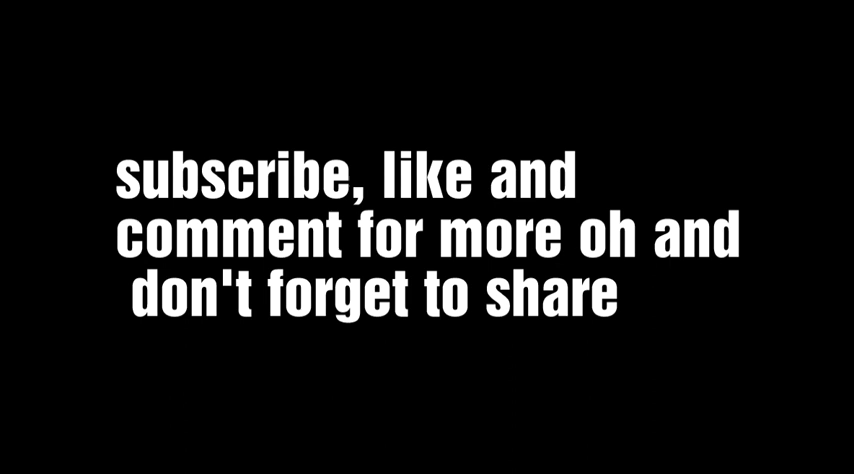 subscribe, like and
comment for more oh and
don't forget to share